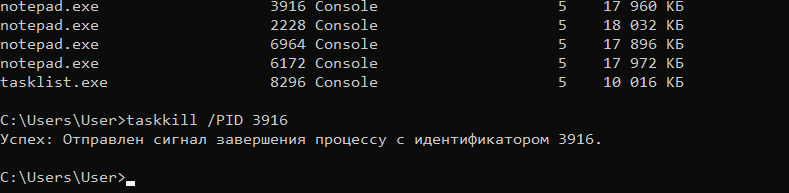 notepad.exe 3916 Console 5 17 960 КБ
notepad.exe 2228 Console 5 18 032 КБ
notepad.exe 6964 Console 5 17 896 КБ
notepad.exe 6172 Console 5 17 972 КБ
tasklist.exe 8296 Console 5 10 016 КБ
C:\Users\User>taskkill /PID 3916
Успех: Отправлен сигнал завершения процессу с идентификатором 3916.
C:\Users\User>